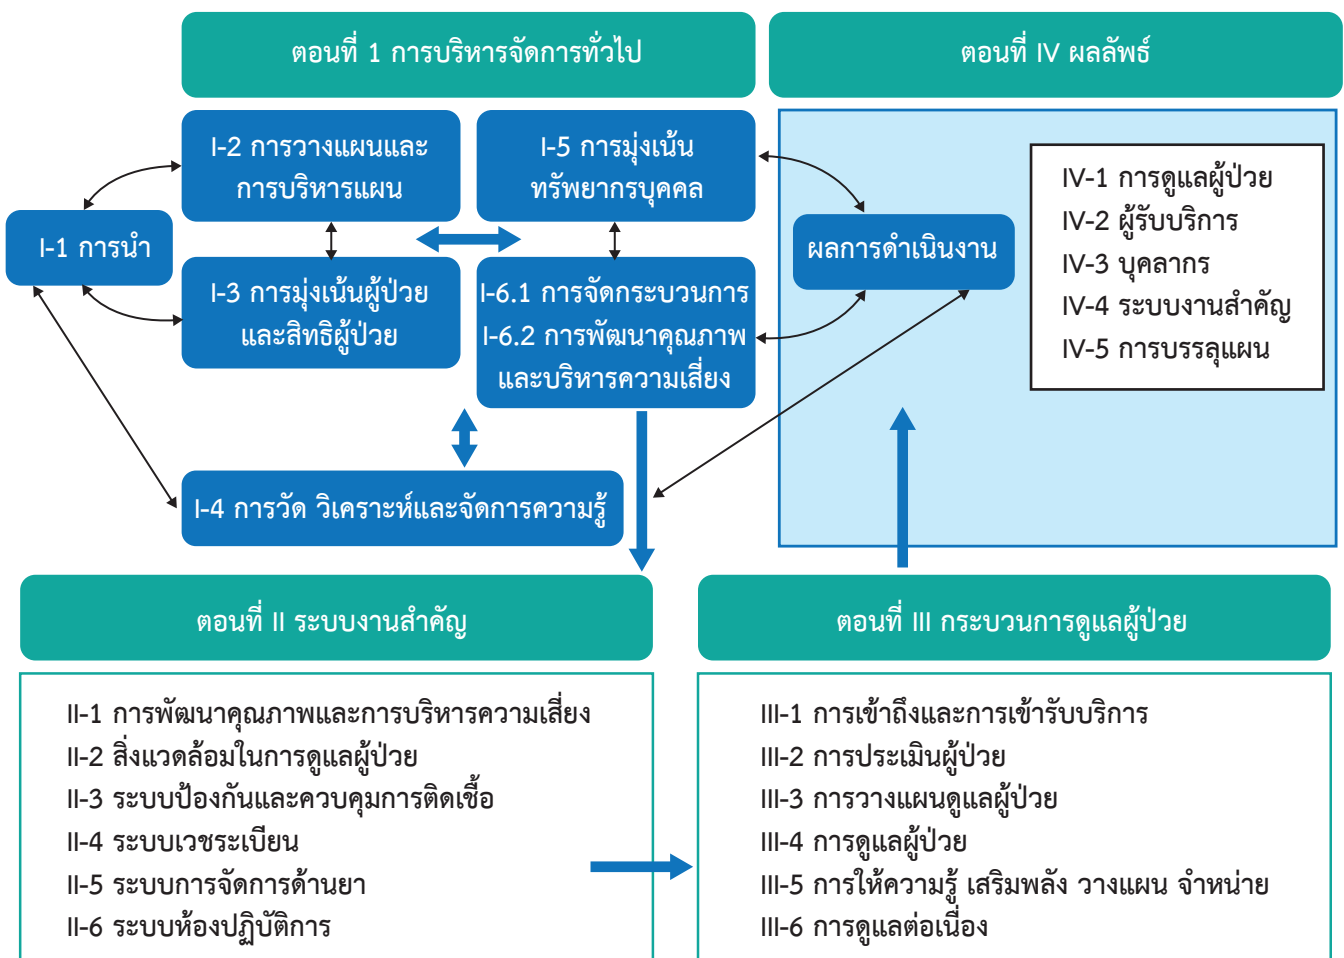 ตอนที่ 1 การบริหารจัดการทั่วไป
ตอนที่ IV ผลลัพธ์
I-2 การวางแผนและ
การบริหารแผน
I-5 การมุ่งเน้น
ทรัพยากรบุคคล
I-1 การนำ
I-3 การมุ่งเน้นผู้ป่วย
และสิทธิผู้ป่วย
I-6.1 การจัดกระบวนการ
I-6.2 การพัฒนาคุณภาพ
และบริหารความเสี่ยง
I-4 การวัด วิเคราะห์และจัดการความรู้
ผลการดำเนินงาน
IV-1 การดูแลผู้ป่วย
IV-2 ผู้รับบริการ
IV-3 บุคลากร
IV-4 ระบบงานสำคัญ
IV-5 การบรรลุแผน
ตอนที่ II ระบบงานสำคัญ
II-1 การพัฒนาคุณภาพและการบริหารความเสี่ยง
II-2 สิ่งแวดล้อมในการดูแลผู้ป่วย
II-3 ระบบป้องกันและควบคุมการติดเชื้อ
II-4 ระบบเวชระเบียน
II-5 ระบบการจัดการด้านยา
II-6 ระบบห้องปฏิบัติการ
ตอนที่ III กระบวนการดูแลผู้ป่วย
III-1 การเข้าถึงและการเข้ารับบริการ
III-2 การประเมินผู้ป่วย
III-3 การวางแผนดูแลผู้ป่วย
III-4 การดูแลผู้ป่วย
III-5 การให้ความรู้ เสริมพลัง วางแผน จำหน่าย
III-6 การดูแลต่อเนื่อง